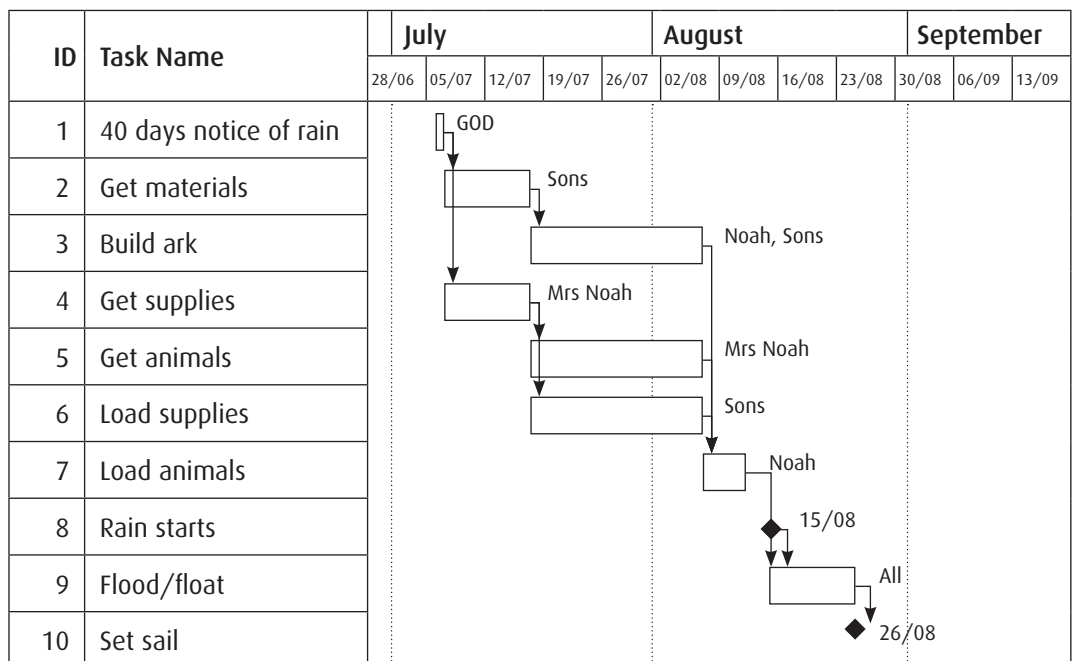 ID Task Name July August September
28/06 05/07 12/07 19/07 26/07 02/08 09/08 16/08 23/08 30/08 06/09 13/09
1 40 days notice of rain GOD
2 Get materials Sons
3 Build ark Noah, Sons
4 Get supplies Mrs Noah
5 Get animals Mrs Noah
6 Load supplies Sons
7 Load animals Noah
8 Rain starts 15/08
9 Flood/float All
10 Set sail 26/08